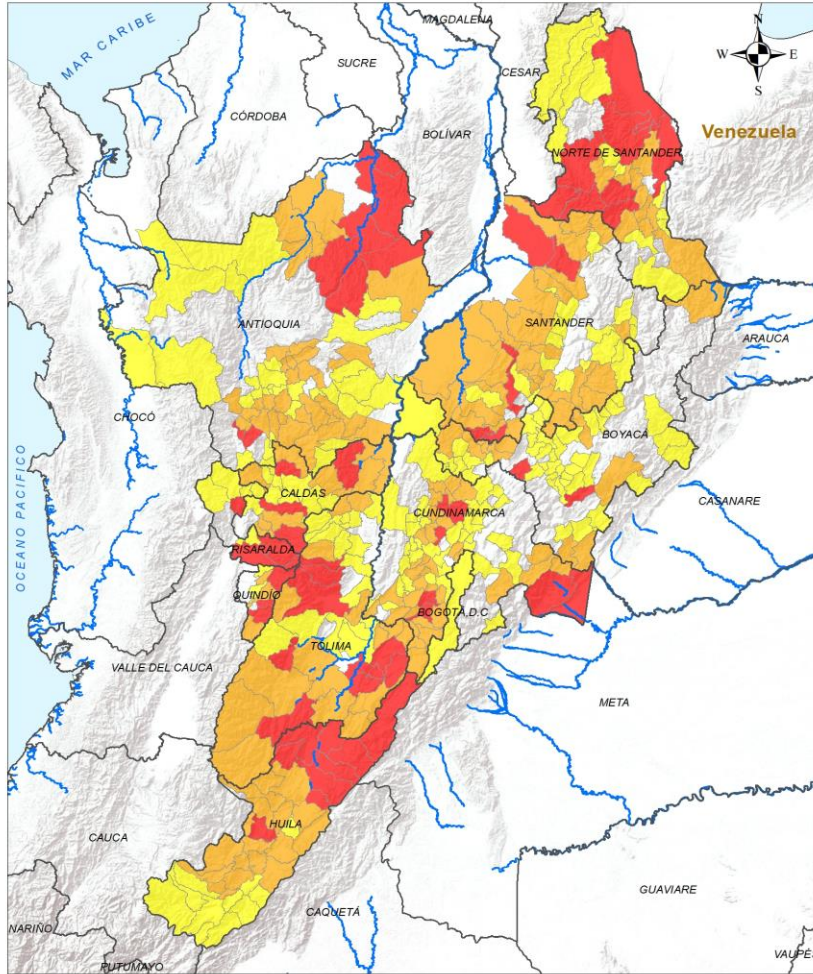 MAGDALENA
N
MAR CARIBE
SUCRE
CESAR
W
E
S
CÓRDOBA
BOLÍVAR
Venezuela
NORTE DE SANTANDER
ANTIOQUIA
SANTANDER
ARAUCA
CHOCÓ
BOYACÁ
OCEANO PACIFICO
CALDAS
CUNDINAMARCA
CASANARE
RISARALDA
QUINDÍO
BOGOTÁ, D.C
TOLIMA
VALLE DEL CAUCA
META
HUILA
CAUCA
GUAVIARE
CAQUETÁ
NARIÑO
PUTUMAYO
VAUPÉS